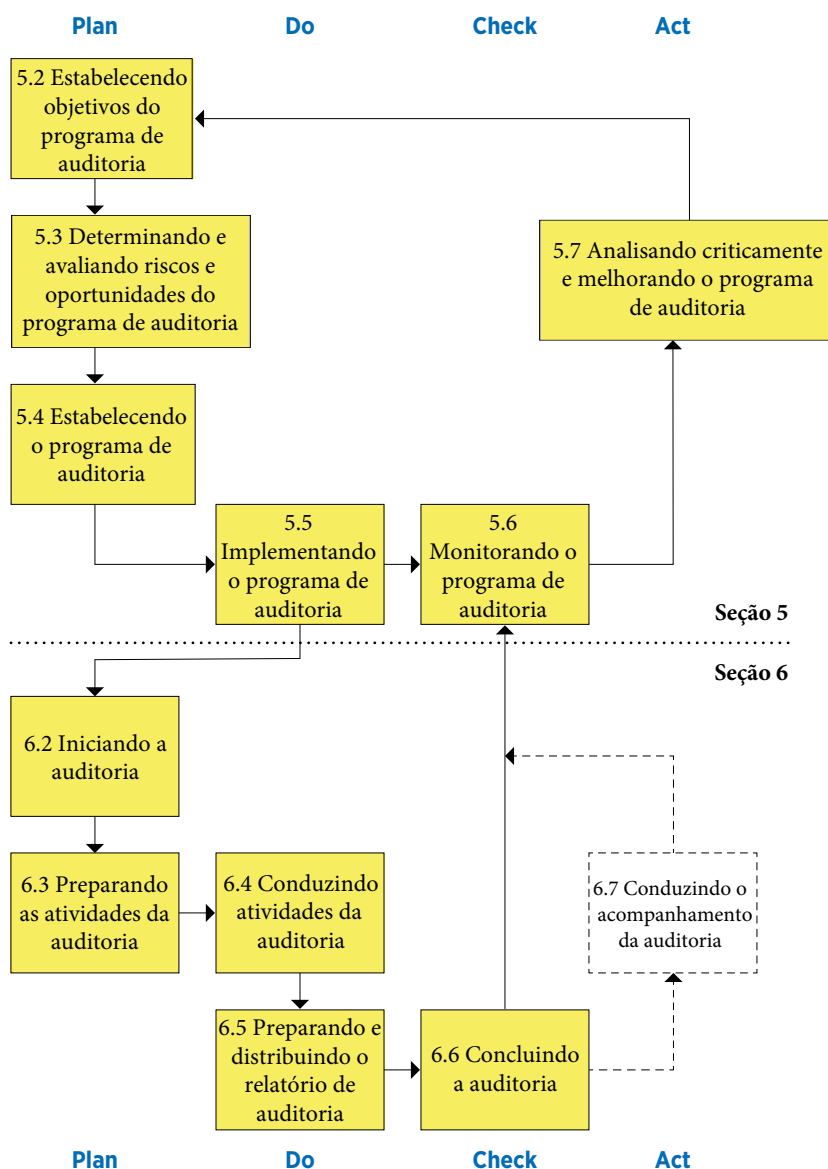 Plan
Do
Check
Act
5.2 Estabelecendo
objetivos do
programa de
auditoria
5.3 Determinando e
avaliando riscos e
oportunidades do
programa de auditoria
5.7 Analisando criticamente
e melhorando o programa
de auditoria
5.4 Estabelecendo
o programa de
auditoria
5.5
Implementando
o programa de
auditoria
5.6
Monitorando o
programa de
auditoria
Seção 5
Seção 6
6.2 Iniciando a
auditoria
6.3 Preparando
as atividades da
auditoria
6.4 Conduzindo
atividades da
auditoria
6.7 Conduzindo o
acompanhamento
da auditoria
6.5 Preparando e
distribuindo o
relatório de
auditoria
6.6 Concluindo
a auditoria
Plan
Do
Check
Act